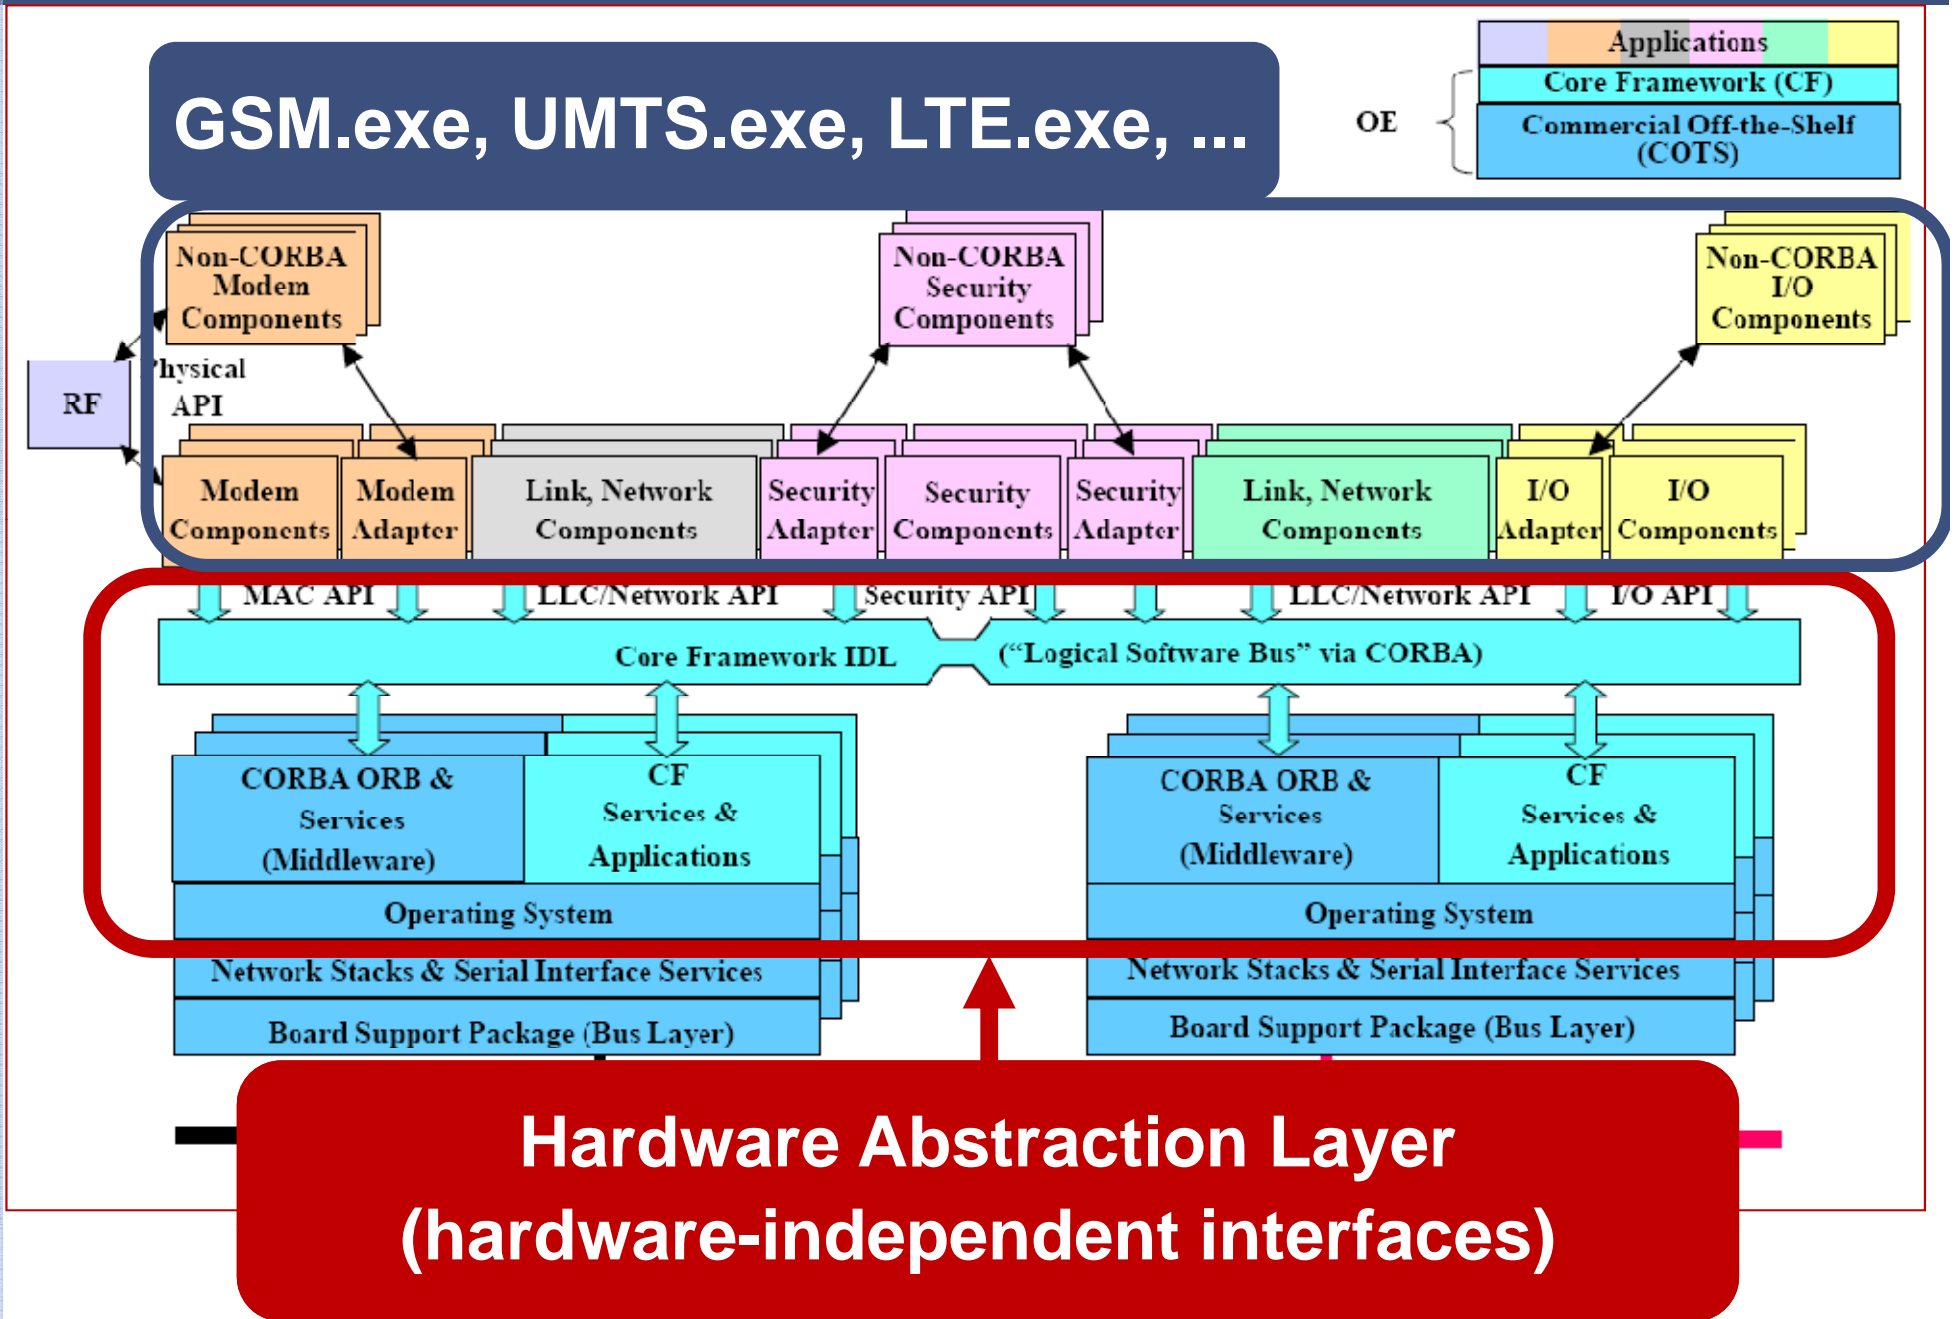 GSM.exe, UMTS.exe, LTE.exe, ...
Applications
Core Framework (CF)
OE
Commercial Off-the-Shelf
(COTS)
Non-CORBA
Modem
Components
Non-CORBA
Security
Components
Non-CORBA
I/O
Components
RF
Physical
API
Modem
Components
Modem
Adapter
Link, Network
Components
Security
Adapter
Security
Components
Security
Adapter
Link, Network
Components
I/O
Adapter
I/O
Components
MAC API
LLC/Network API
Security API
LLC/Network API
I/O API
Core Framework IDL
(“Logical Software Bus” via CORBA)
CORBA ORB &
Services
(Middleware)
CF
Services &
Applications
Operating System
Network Stacks & Serial Interface Services
Board Support Package (Bus Layer)
CORBA ORB &
Services
(Middleware)
CF
Services &
Applications
Operating System
Network Stacks & Serial Interface Services
Board Support Package (Bus Layer)
Hardware Abstraction Layer
(hardware-independent interfaces)